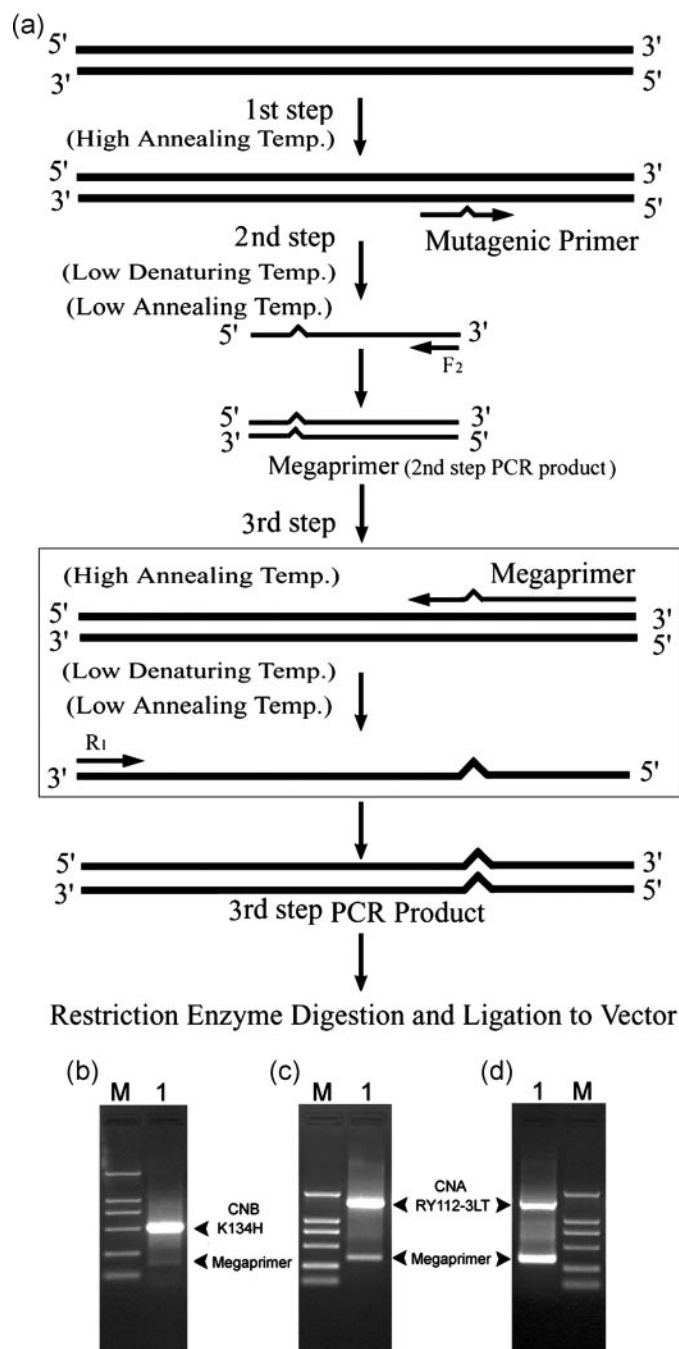 (a)
5' 3'
3' 5'
1st step
(High Annealing Temp.)
5' 3'
3' 5'
2nd step Mutagenic Primer
(Low Denaturing Temp.)
(Low Annealing Temp.)
5' 3'
F2
5' 3'
3' 5'
Megaprimer (2nd step PCR product)
3rd step
(High Annealing Temp.) Megaprimer
5' 3'
3' 5'
(Low Denaturing Temp.)
(Low Annealing Temp.)
R1
3' 5'
5' 3'
3' 5'
3rd step PCR Product
Restriction Enzyme Digestion and Ligation to Vector
(b) (c) (d)
M 1 M 1 1 M
CNB
K134H
Megaprimer
CNA
RY112-3LT
Megaprimer